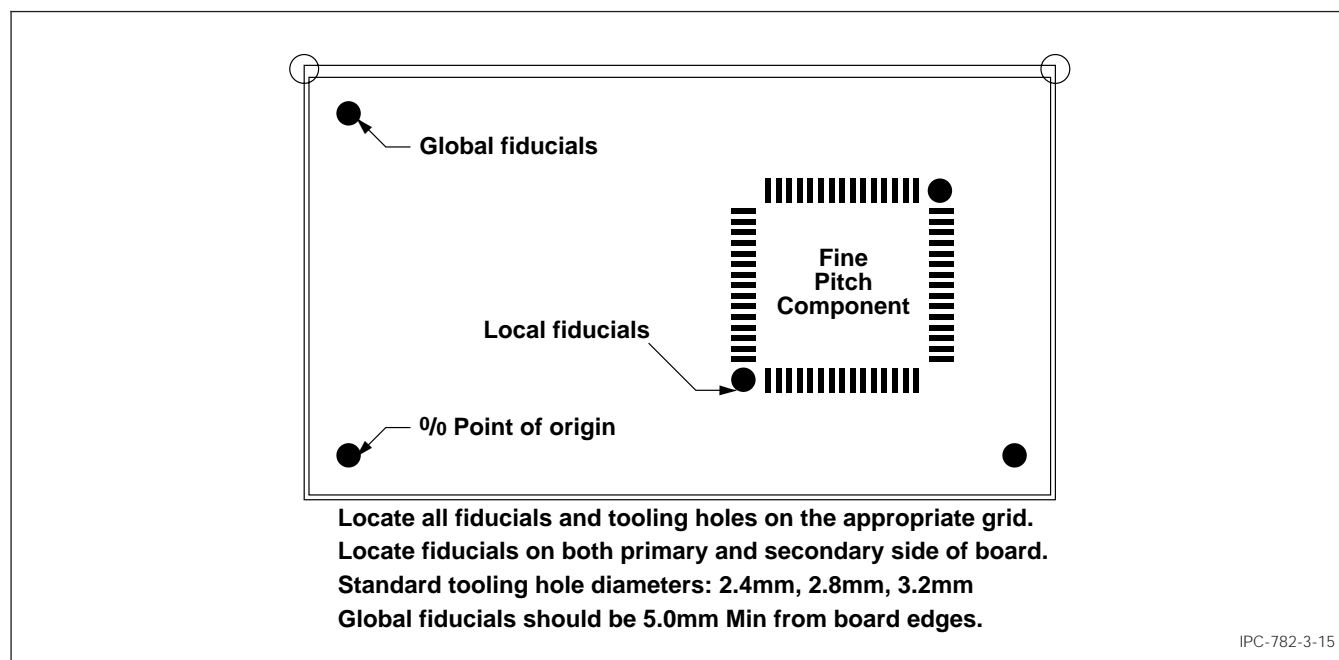 Global fiducials
Fine
Pitch
Component
Local fiducials
0/0 Point of origin
Locate all fiducials and tooling holes on the appropriate grid.
Locate fiducials on both primary and secondary side of board.
Standard tooling hole diameters: 2.4mm, 2.8mm, 3.2mm
Global fiducials should be 5.0mm Min from board edges.
IPC-782-3-15